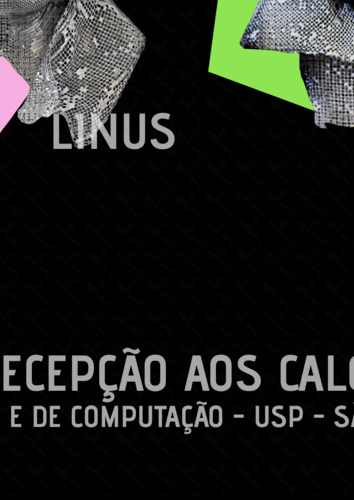 LINUS
ECEPÇÃO AOS CALO
E DE COMPUTAÇÃO - USP - SÃ